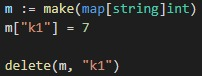 m := make(map[string]int)
m["k1"] = 7
delete(m, "k1")